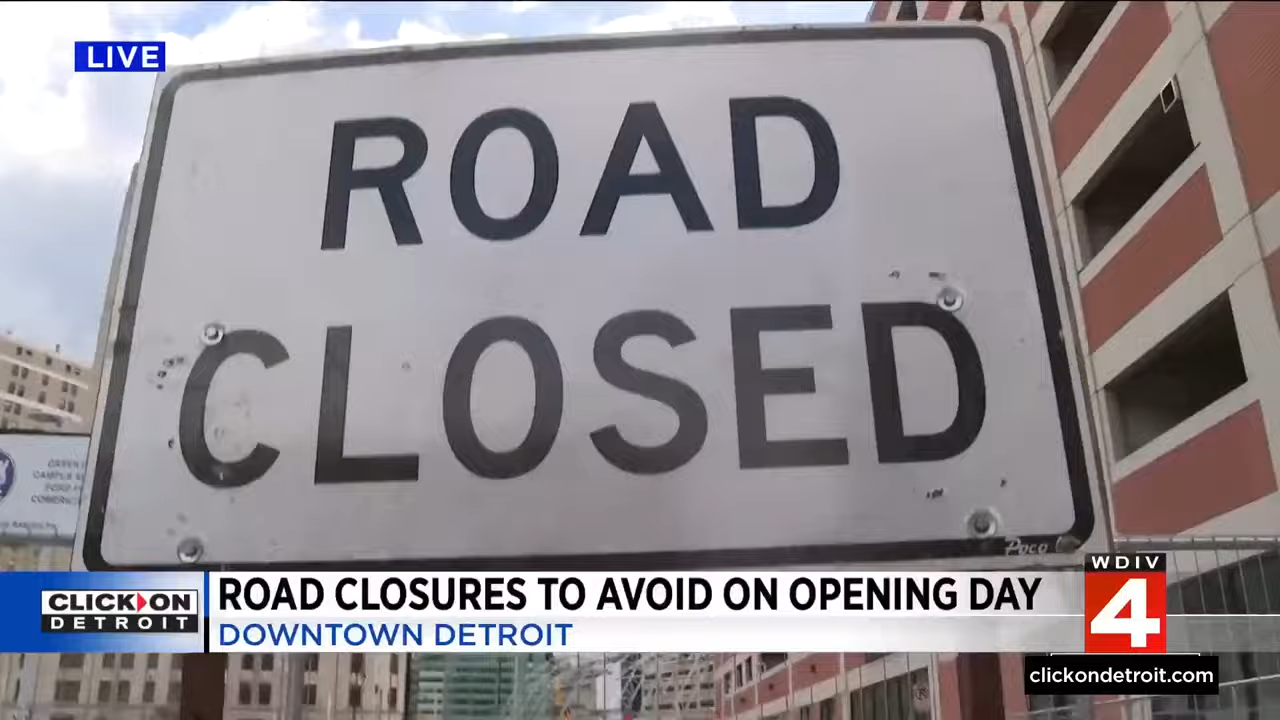 LIVE
ROAD
CLOSED
Poco
CLICK ON
DETROIT
ROAD CLOSURES TO AVOID ON OPENING DAY
DOWNTOWN DETROIT
WDIV
4
clickondetroit.com